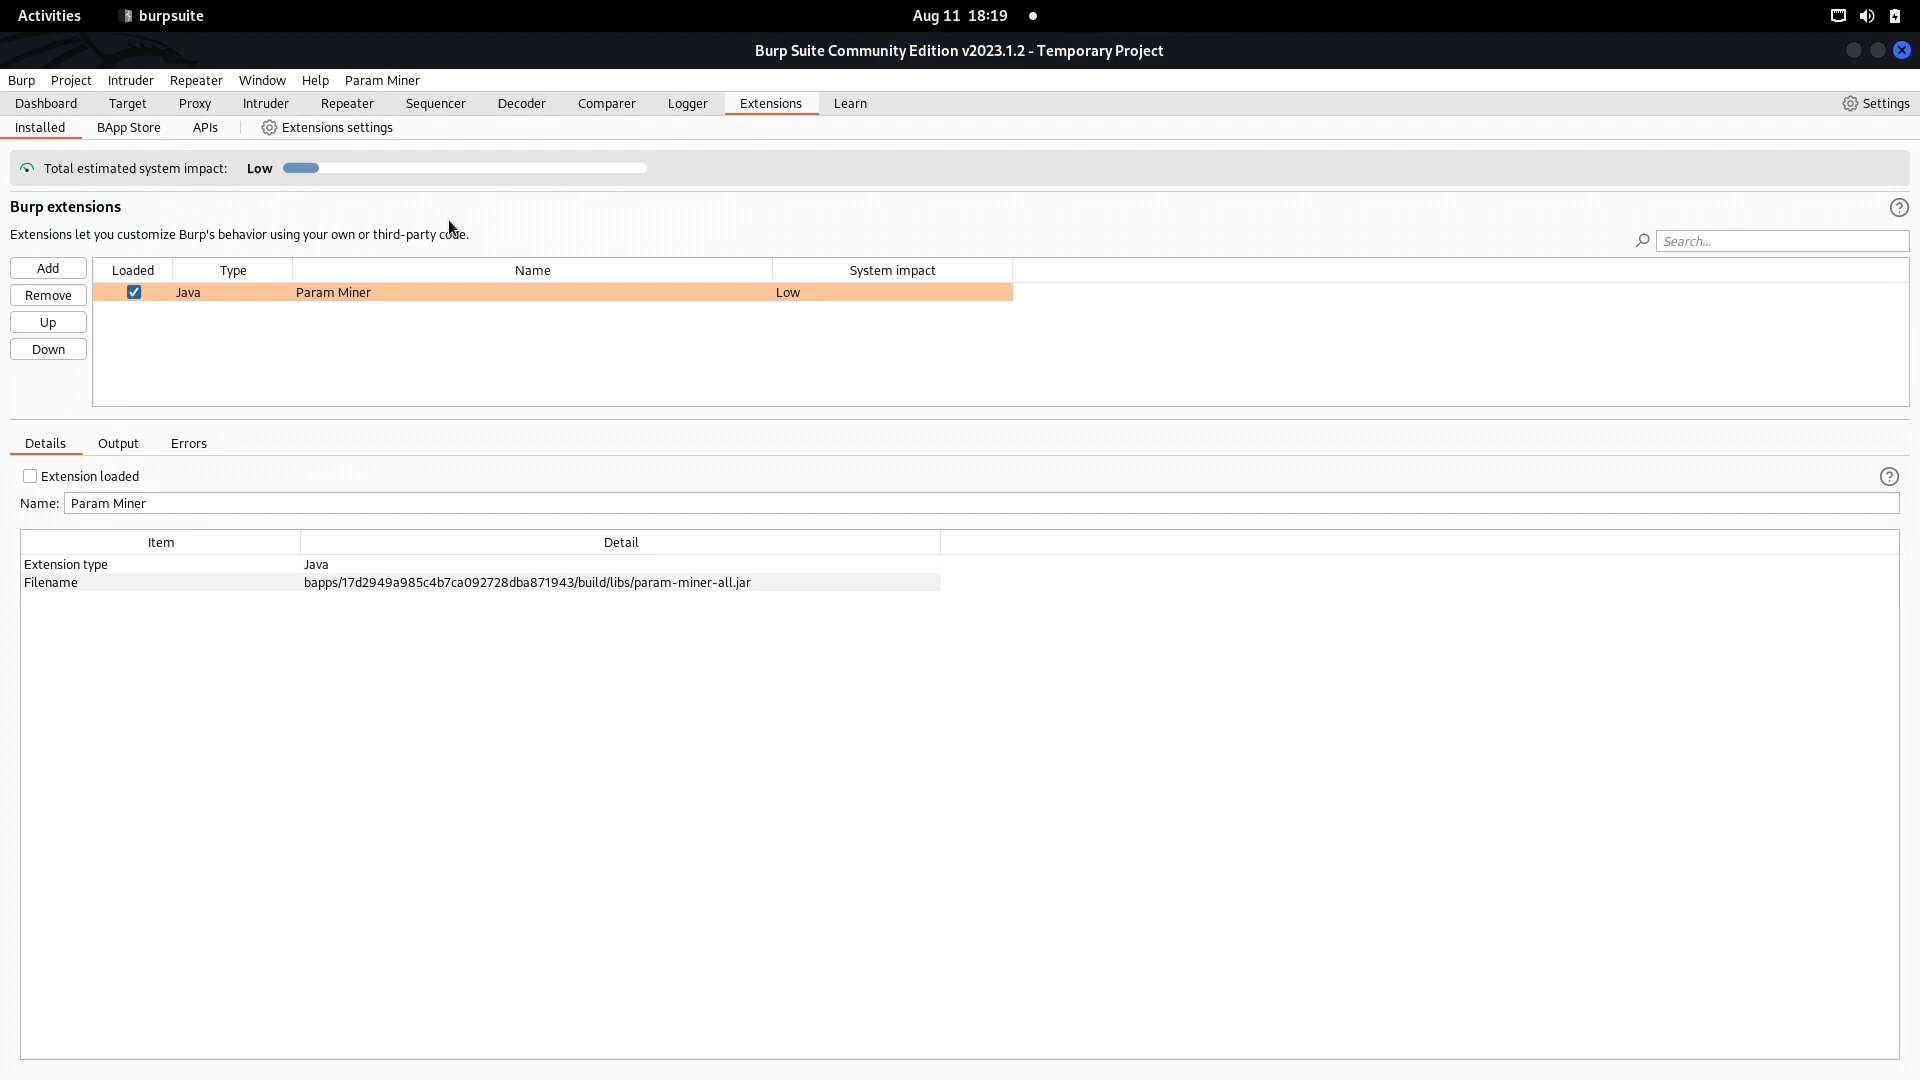 Activities burpsuite Aug 11 18:19
Burp Suite Community Edition v2023.1.2 - Temporary Project
Burp Project Intruder Repeater Window Help Param Miner
Dashboard Target Proxy Intruder Repeater Sequencer Decoder Comparer Logger Extensions Learn Settings
Installed BApp Store APIs Extensions settings
Total estimated system impact: Low
Burp extensions
Extensions let you customize Burp's behavior using your own or third-party code.
Search...
Add Loaded Type Name System impact
Remove Java Param Miner Low
Up
Down
Details Output Errors
Extension loaded
Name: Param Miner
Item Detail
Extension type Java
Filename bapps/17d2949a985c4b7ca092728dba871943/build/libs/param-miner-all.jar